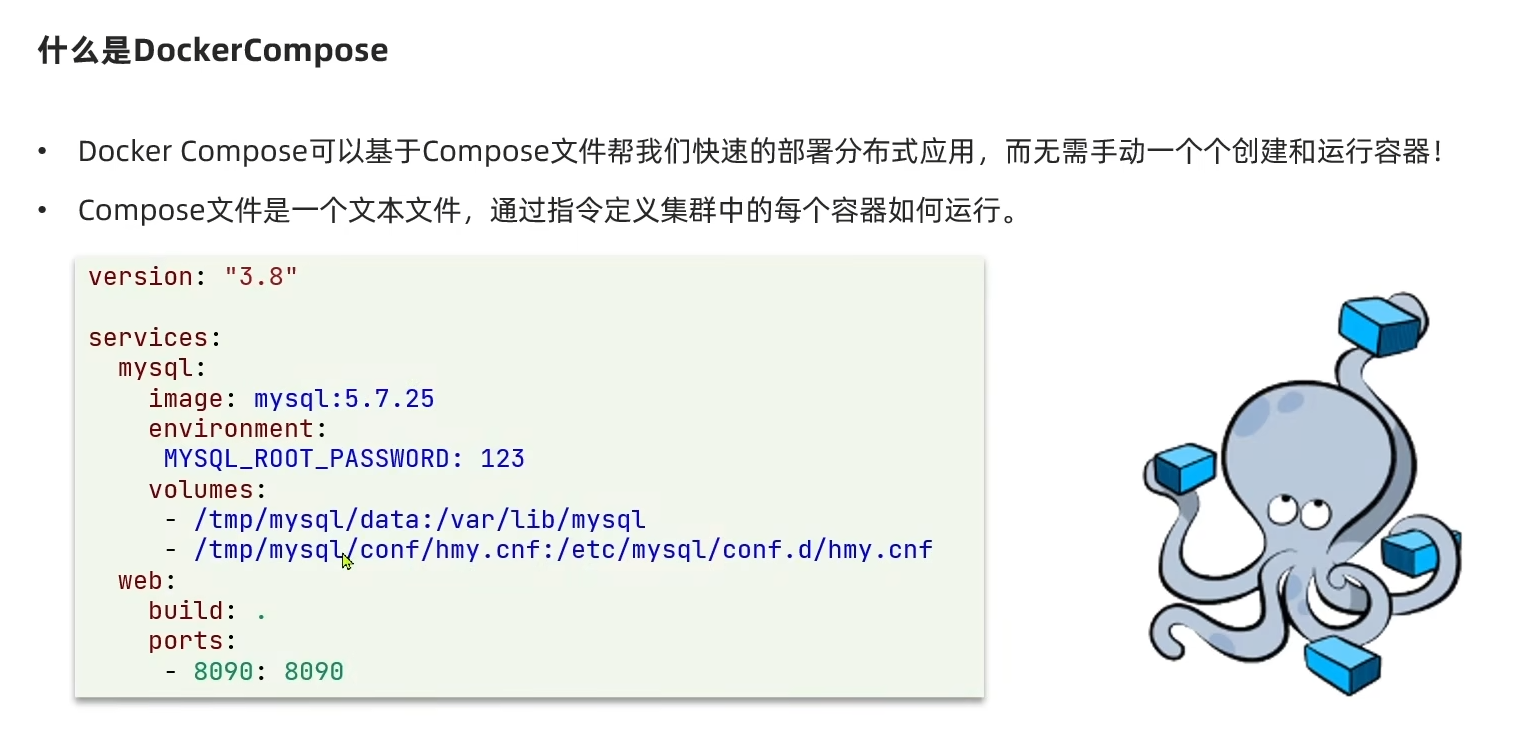 什么是DockerCompose
• Docker Compose可以基于Compose文件帮我们快速的部署分布式应用，而无需手动一个个创建和运行容器！
• Compose文件是一个文本文件，通过指令定义集群中的每个容器如何运行。
version: "3.8"
services:
  mysql:
    image: mysql:5.7.25
    environment:
     MYSQL_ROOT_PASSWORD: 123
    volumes:
     - /tmp/mysql/data:/var/lib/mysql
     - /tmp/mysql/conf/hmy.cnf:/etc/mysql/conf.d/hmy.cnf
  web:
    build: .
    ports:
     - 8090: 8090